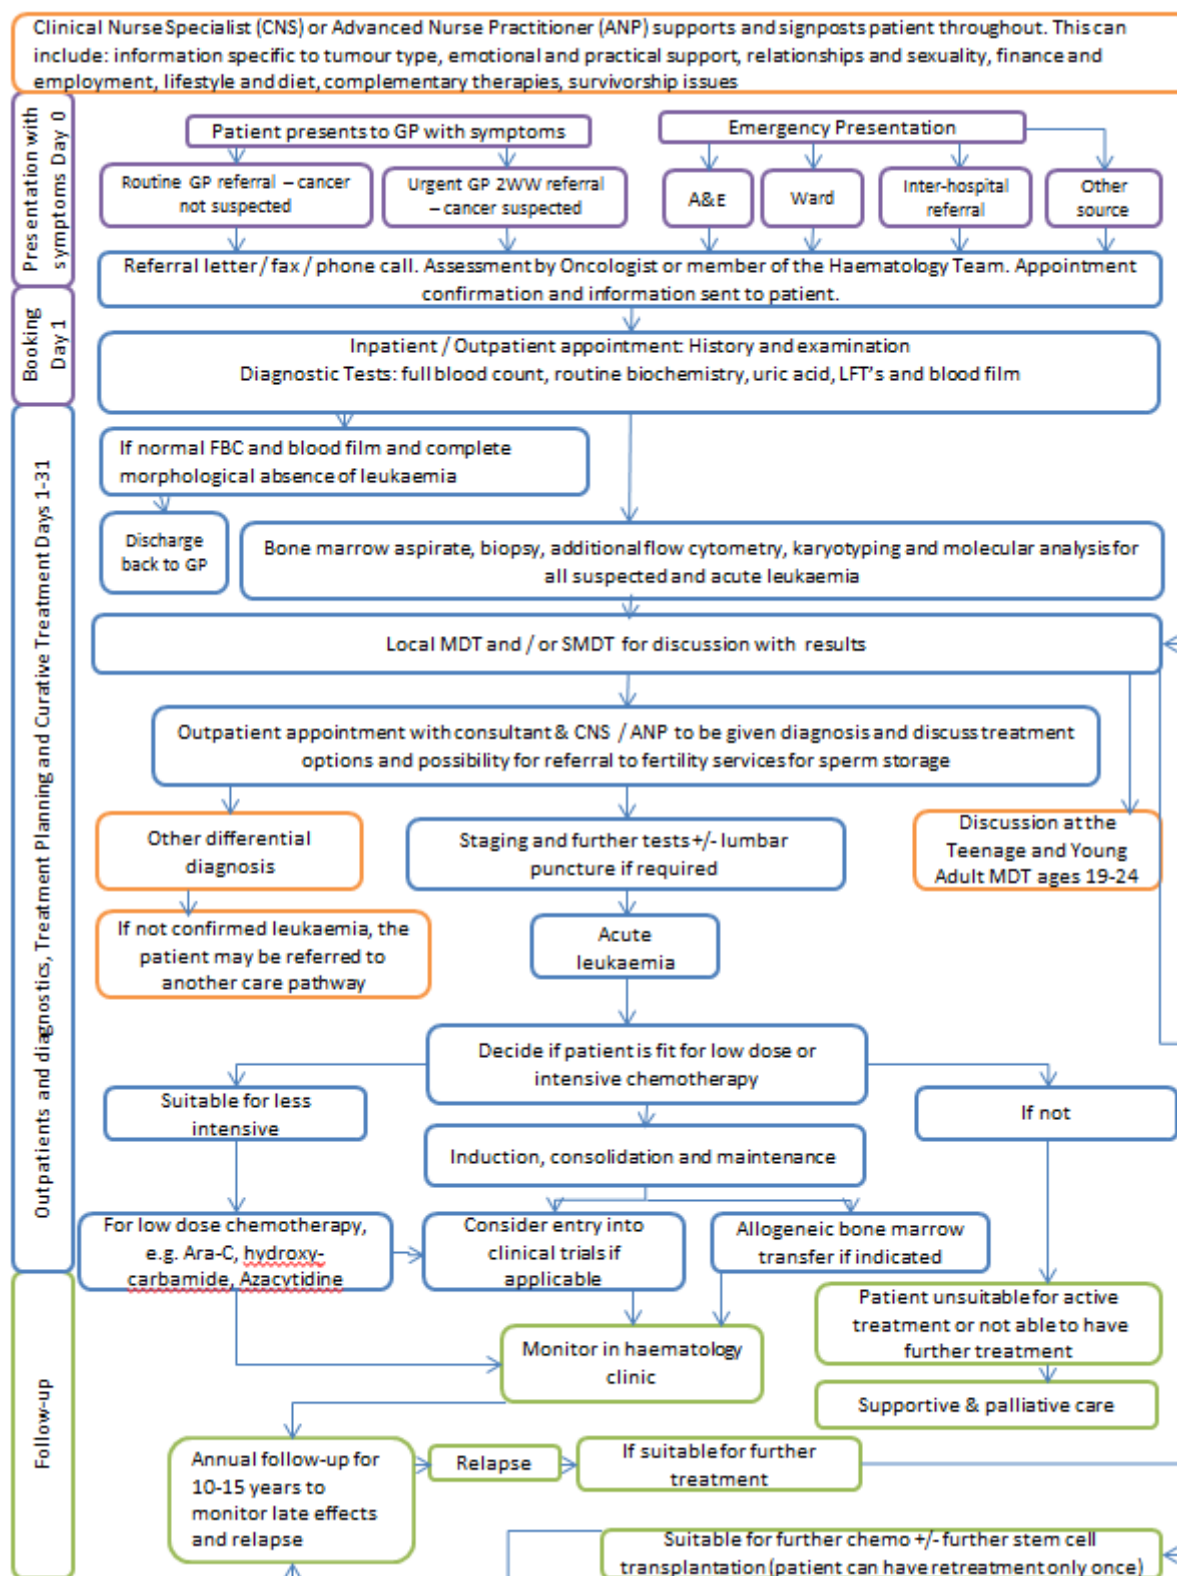 Clinical Nurse Specialist (CNS) or Advanced Nurse Practitioner (ANP) supports and signposts patient throughout. This can
include: information specific to tumour type, emotional and practical support, relationships and sexuality, finance and
employment, lifestyle and diet, complementary therapies, survivorship issues
Presentation with
symptoms Day 0
Patient presents to GP with symptoms
Emergency Presentation
Routine GP referral – cancer
not suspected
Urgent GP 2WW referral
– cancer suspected
A&E
Ward
Inter-hospital
referral
Other
source
Referral letter / fax / phone call. Assessment by Oncologist or member of the Haematology Team. Appointment
confirmation and information sent to patient.
Booking
Day 1
Inpatient / Outpatient appointment: History and examination
Diagnostic Tests: full blood count, routine biochemistry, uric acid, LFT's and blood film
Outpatients and diagnostics, Treatment Planning and Curative Treatment Days 1-31
If normal FBC and blood film and complete
morphological absence of leukaemia
Discharge
back to GP
Bone marrow aspirate, biopsy, additional flow cytometry, karyotyping and molecular analysis for
all suspected and acute leukaemia
Local MDT and / or SMDT for discussion with results
Outpatient appointment with consultant & CNS / ANP to be given diagnosis and discuss treatment
options and possibility for referral to fertility services for sperm storage
Other differential
diagnosis
Staging and further tests +/- lumbar
puncture if required
Discussion at the
Teenage and Young
Adult MDT ages 19-24
If not confirmed leukaemia, the
patient may be referred to
another care pathway
Acute
leukaemia
Decide if patient is fit for low dose or
intensive chemotherapy
Suitable for less
intensive
If not
Induction, consolidation and maintenance
For low dose chemotherapy,
e.g. Ara-C, hydroxy-
carbamide, Azacytidine
Consider entry into
clinical trials if
applicable
Allogeneic bone marrow
transfer if indicated
Follow-up
Patient unsuitable for active
treatment or not able to have
further treatment
Monitor in haematology
clinic
Supportive & palliative care
Annual follow-up for
10-15 years to
monitor late effects
and relapse
Relapse
If suitable for further
treatment
Suitable for further chemo +/- further stem cell
transplantation (patient can have retreatment only once)